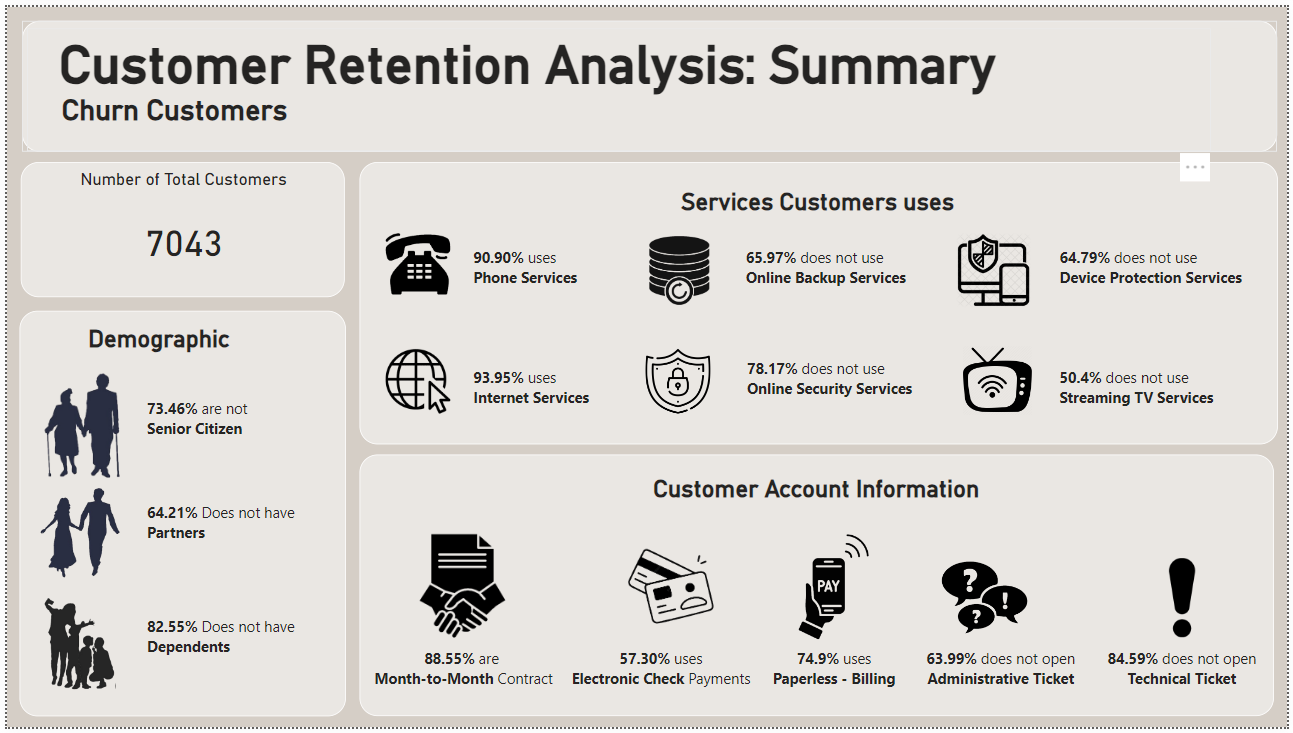 Customer Retention Analysis: Summary
Churn Customers
Number of Total Customers
7043
Demographic
73.46% are not
Senior Citizen
64.21% Does not have
Partners
82.55% Does not have
Dependents
Services Customers uses
90.90% uses
Phone Services
65.97% does not use
Online Backup Services
64.79% does not use
Device Protection Services
93.95% uses
Internet Services
78.17% does not use
Online Security Services
50.4% does not use
Streaming TV Services
Customer Account Information
PAY
88.55% are
Month-to-Month Contract
57.30% uses
Electronic Check Payments
74.9% uses
Paperless - Billing
63.99% does not open
Administrative Ticket
84.59% does not open
Technical Ticket